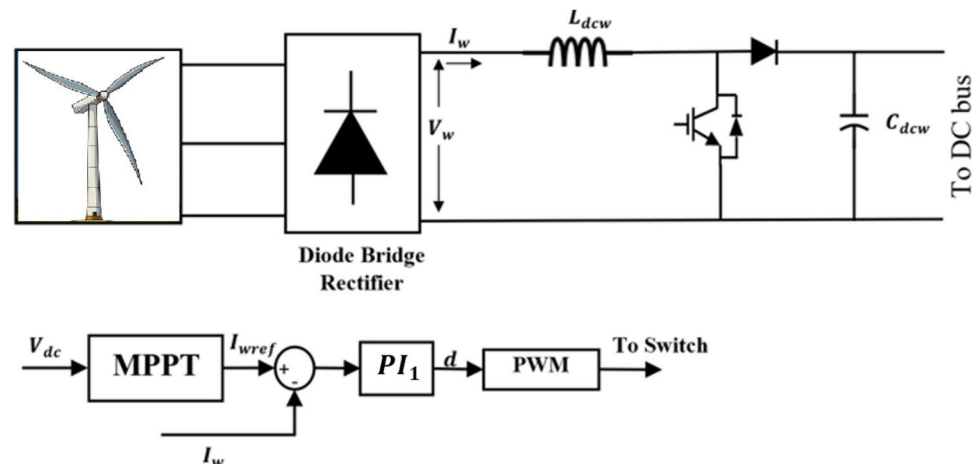 L_dcw
I_w
V_w
C_dcw
To DC bus
Diode Bridge
Rectifier
V_dc
MPPT
I_wref
+
-
PI_1
d
PWM
To Switch
I_w